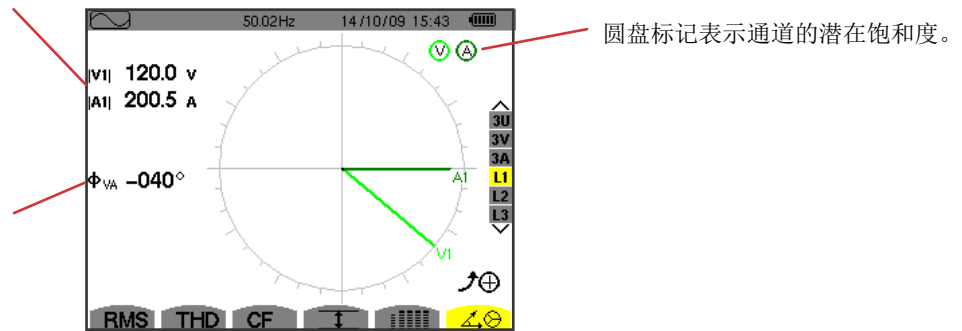 50.02Hz 14/10/09 15:43
V A
圆盘标记表示通道的潜在饱和度。
|V1| 120.0 V
|A1| 200.5 A
3U
3V
3A
L1
L2
L3
ΦVA -040°
A1
V1
RMS THD CF